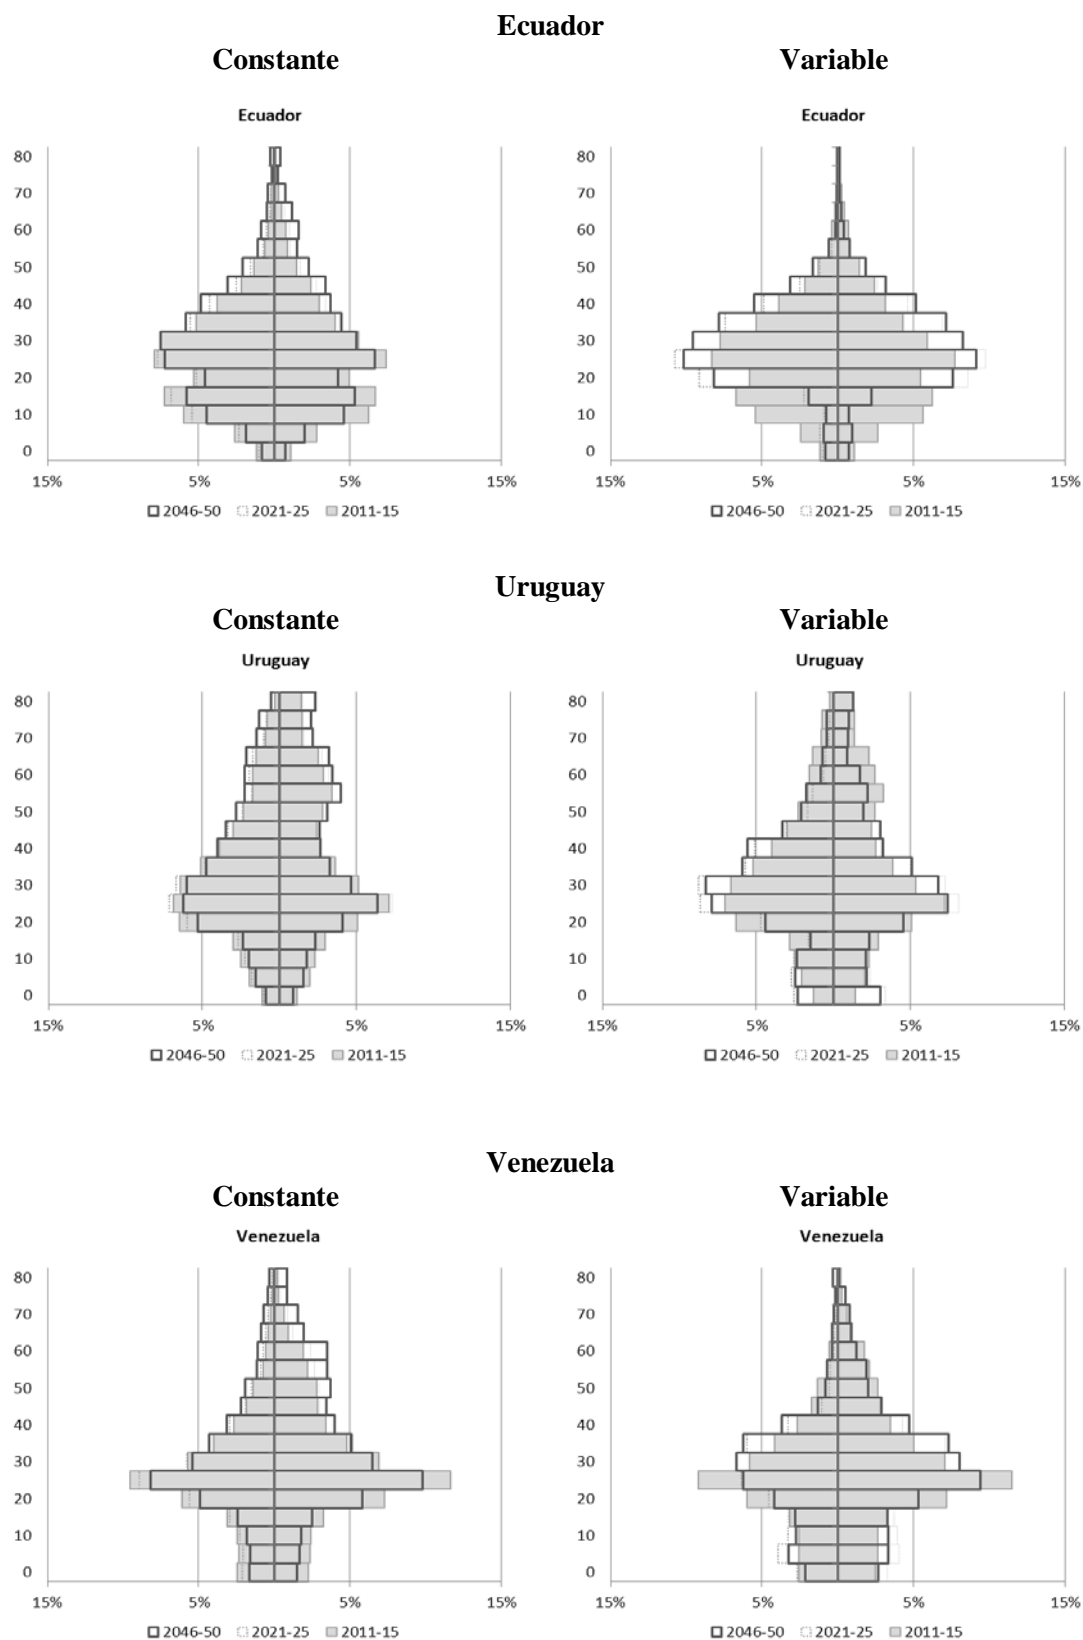 Ecuador
Constante Variable
Ecuador Ecuador
80 80
70 70
60 60
50 50
40 40
30 30
20 20
10 10
0 0
15% 5% 5% 15% 15% 5% 5% 15%
2046-50 2021-25 2011-15 2046-50 2021-25 2011-15
Uruguay
Constante Variable
Uruguay Uruguay
80 80
70 70
60 60
50 50
40 40
30 30
20 20
10 10
0 0
15% 5% 5% 15% 15% 5% 5% 15%
2046-50 2021-25 2011-15 2046-50 2021-25 2011-15
Venezuela
Constante Variable
Venezuela Venezuela
80 80
70 70
60 60
50 50
40 40
30 30
20 20
10 10
0 0
15% 5% 5% 15% 15% 5% 5% 15%
2046-50 2021-25 2011-15 2046-50 2021-25 2011-15